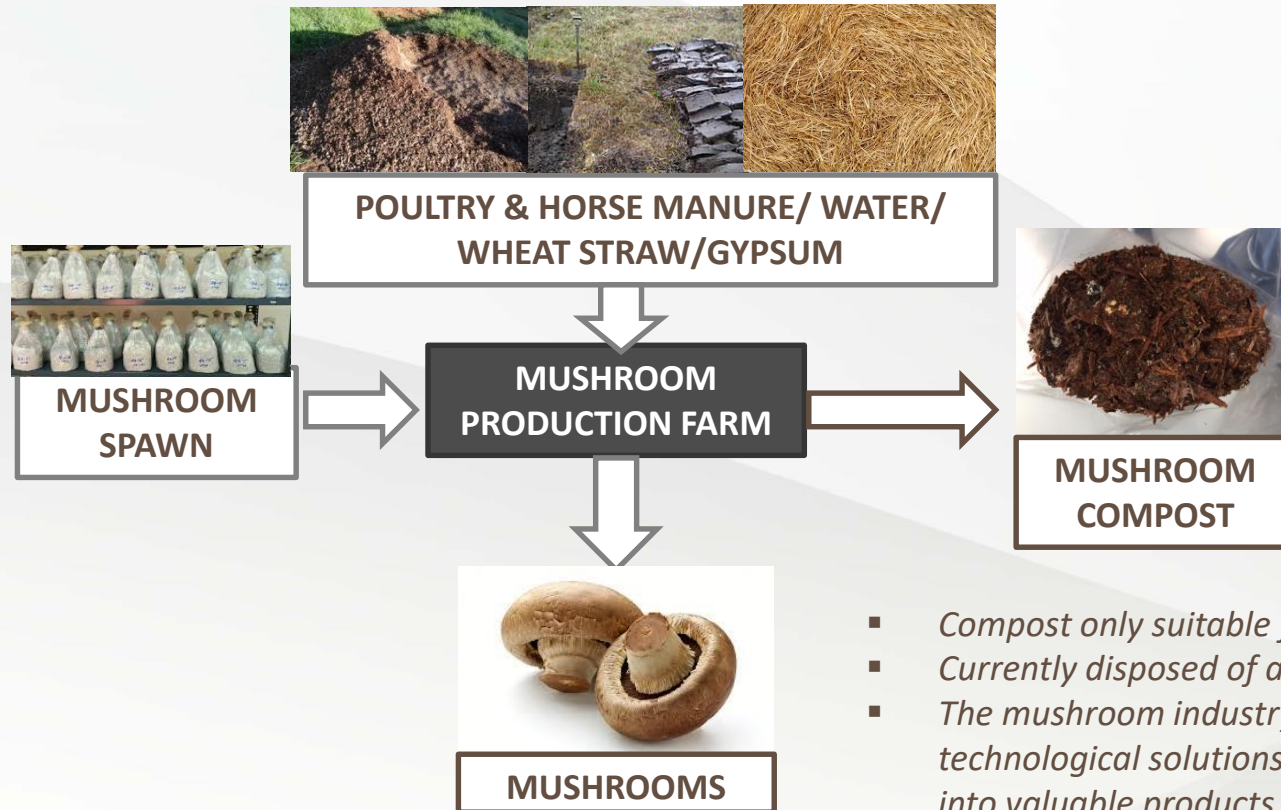 POULTRY & HORSE MANURE/ WATER/
WHEAT STRAW/GYPSUM
MUSHROOM
SPAWN
MUSHROOM
PRODUCTION FARM
MUSHROOM
COMPOST
MUSHROOMS
▪ Compost only suitable
▪ Currently disposed of
▪ The mushroom industry
technological solutions
into valuable products